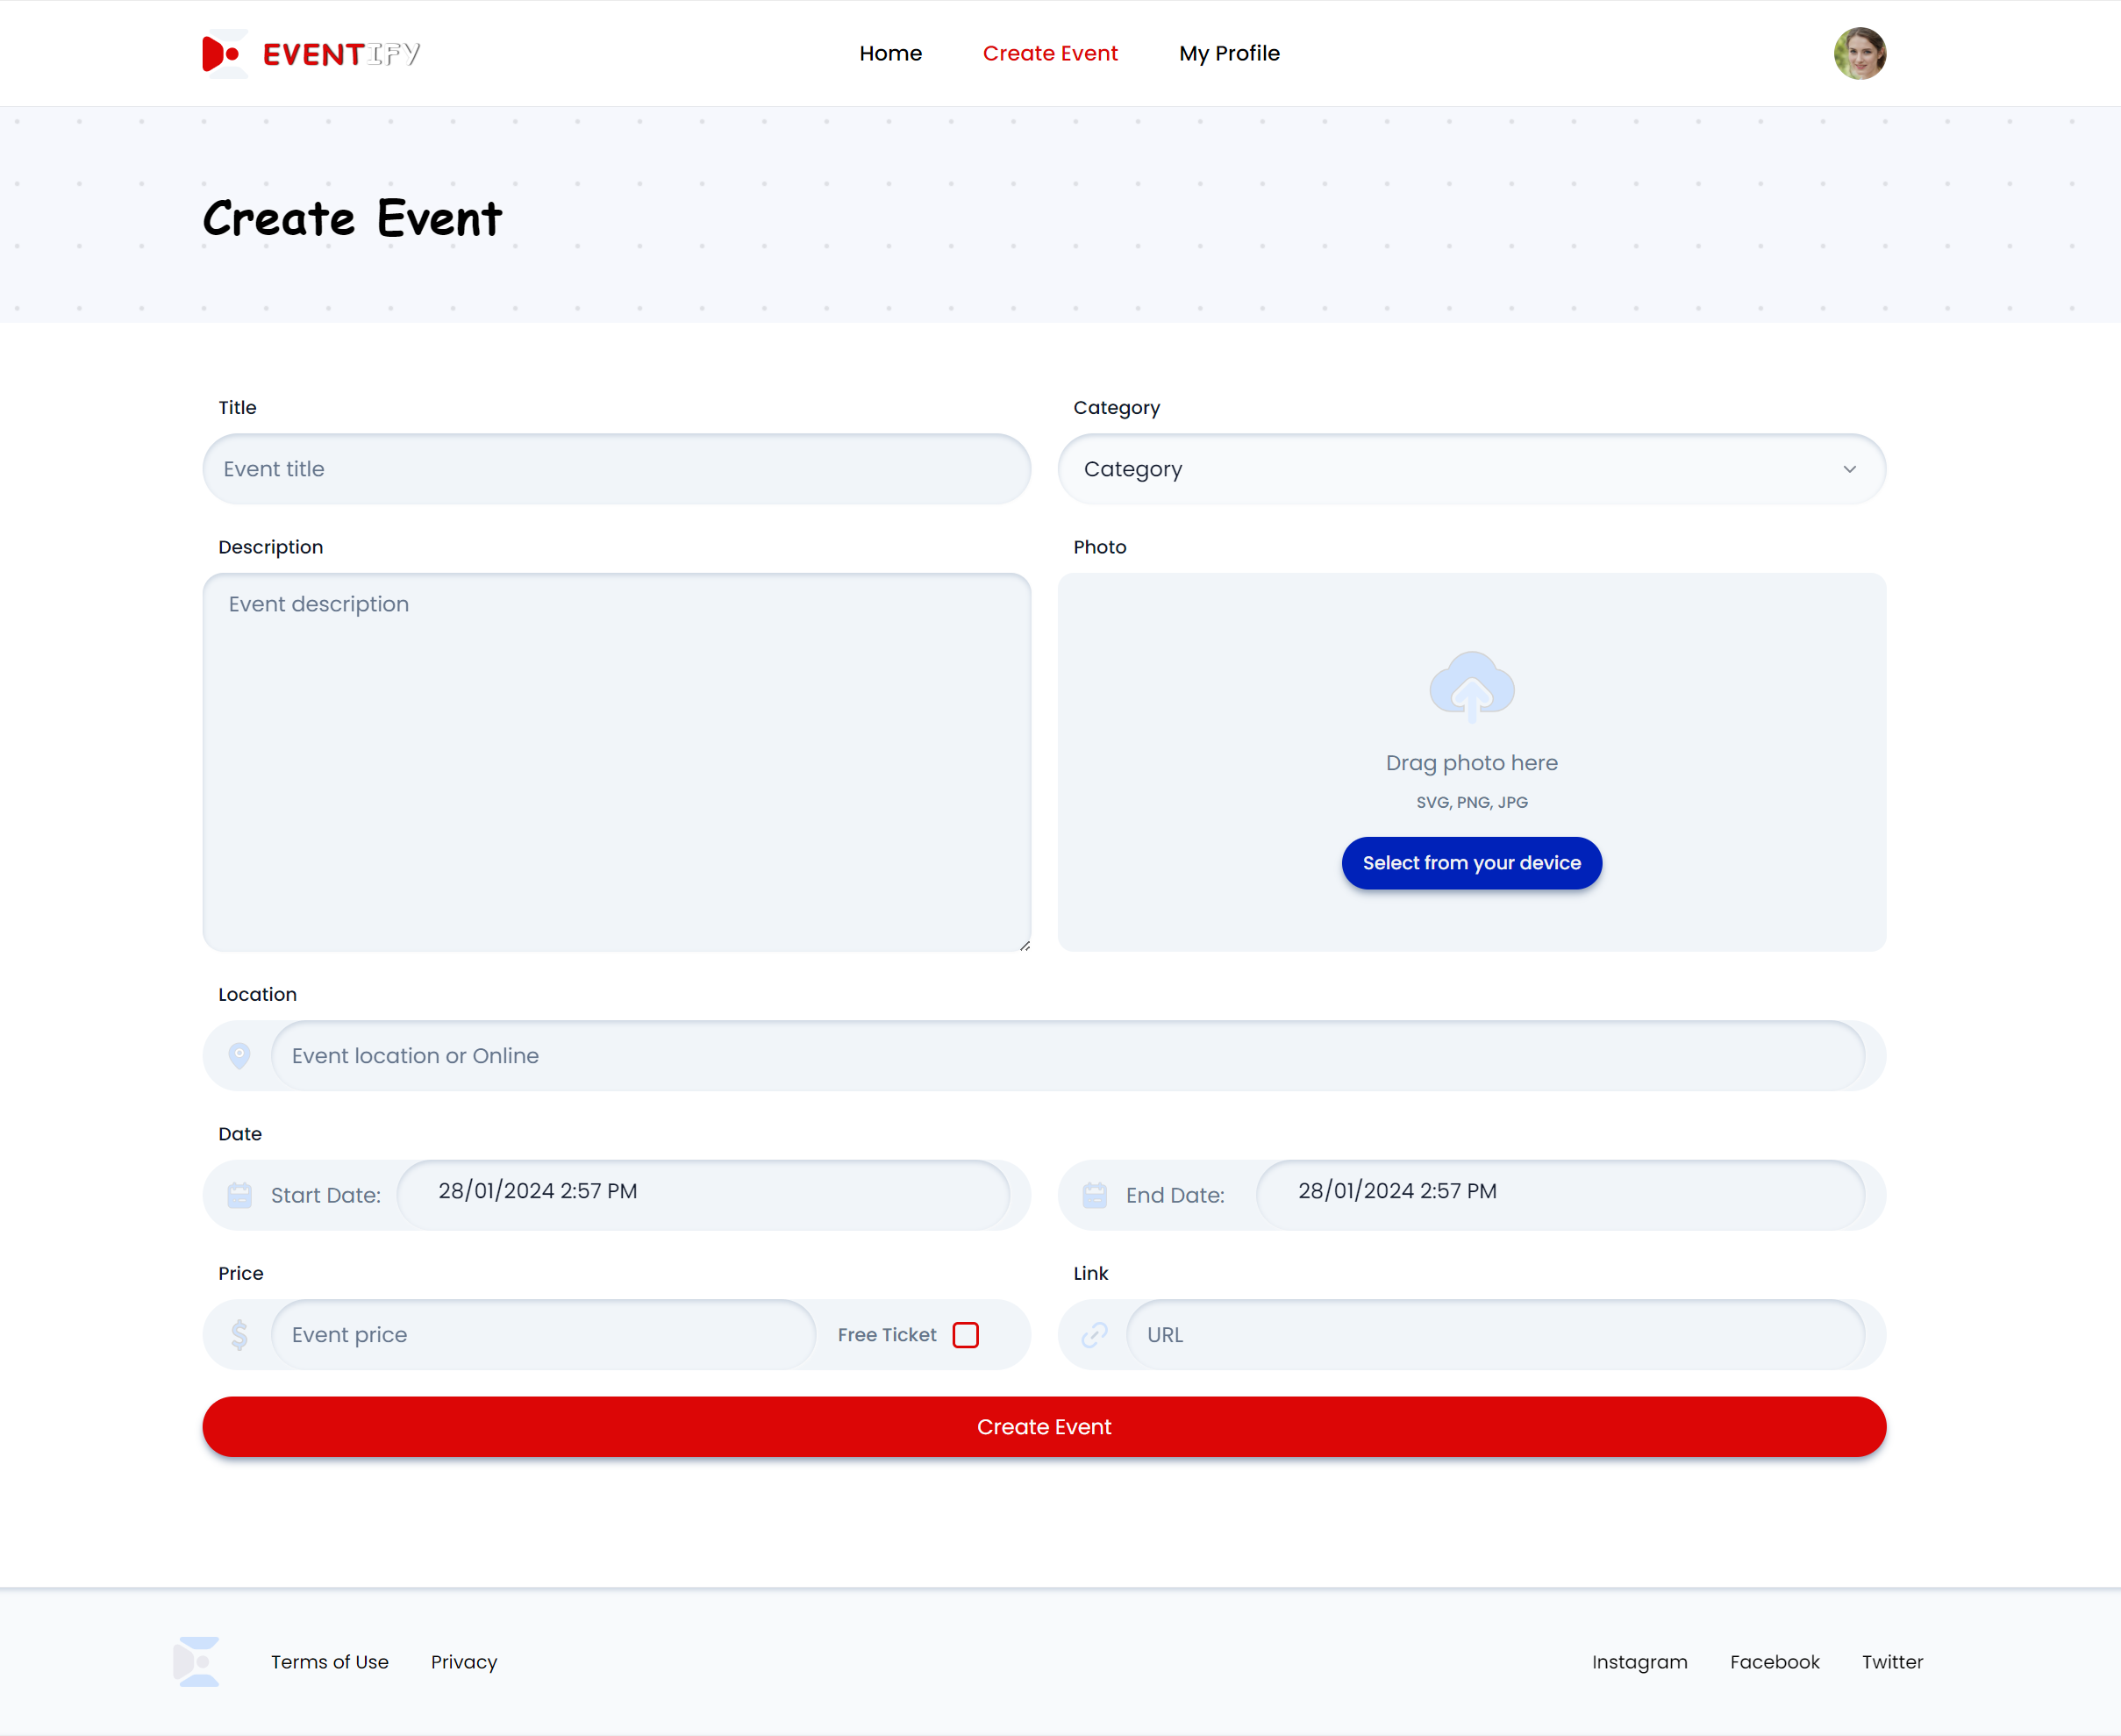 EVENTIFY
Home Create Event My Profile
Create Event
Title
Event title
Category
Category
Description
Event description
Photo
Drag photo here
SVG, PNG, JPG
Select from your device
Location
Event location or Online
Date
Start Date: 28/01/2024 2:57 PM
End Date: 28/01/2024 2:57 PM
Price
$ Event price Free Ticket
Link
URL
Create Event
Terms of Use Privacy
Instagram Facebook Twitter